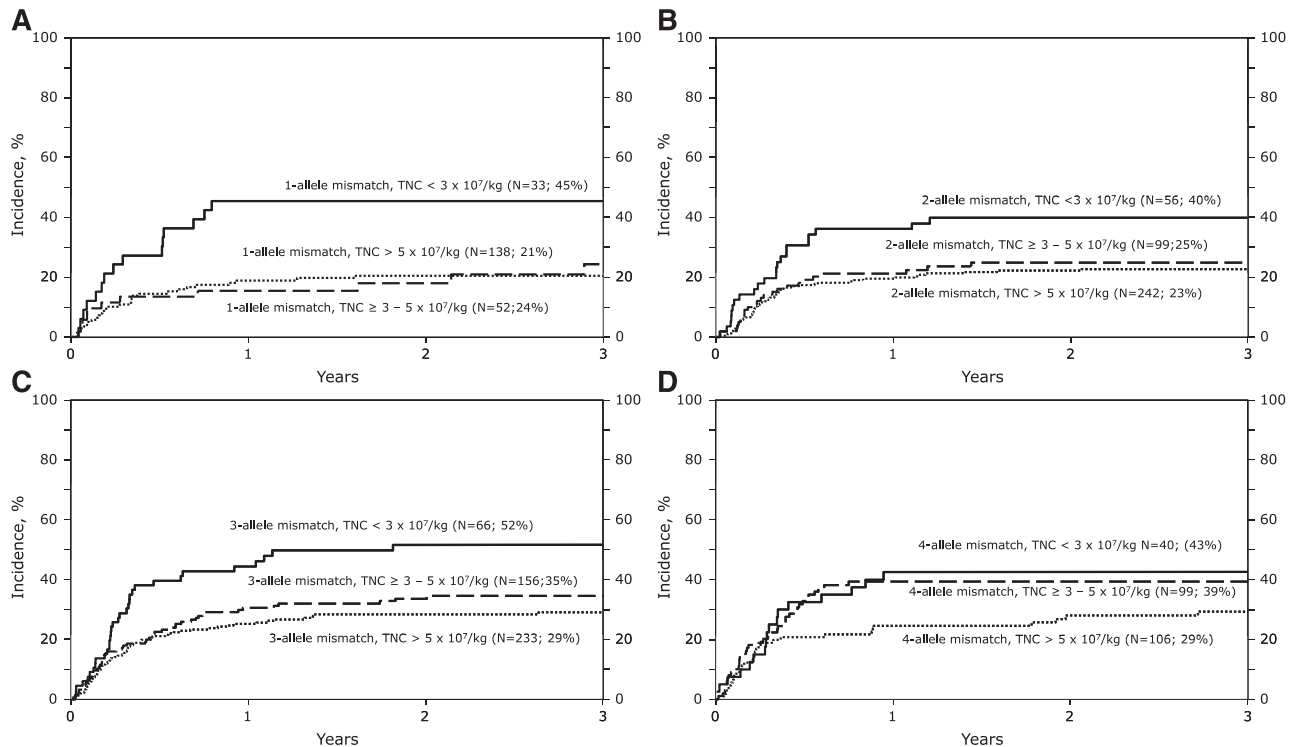 A
100
80
60
40
20
0
Incidence, %
100
80
60
40
20
0
1-allele mismatch, TNC < 3 x 10⁷/kg (N=33; 45%)
1-allele mismatch, TNC > 5 x 10⁷/kg (N=138; 21%)
1-allele mismatch, TNC ≥ 3 – 5 x 10⁷/kg (N=52;24%)
0 1 2 3
Years
B
100
80
60
40
20
0
Incidence, %
100
80
60
40
20
0
2-allele mismatch, TNC <3 x 10⁷/kg (N=56; 40%)
2-allele mismatch, TNC ≥ 3 – 5 x 10⁷/kg (N=99;25%)
2-allele mismatch, TNC > 5 x 10⁷/kg (N=242; 23%)
0 1 2 3
Years
C
100
80
60
40
20
0
Incidence, %
100
80
60
40
20
0
3-allele mismatch, TNC < 3 x 10⁷/kg (N=66; 52%)
3-allele mismatch, TNC ≥ 3 – 5 x 10⁷/kg (N=156;35%)
3-allele mismatch, TNC > 5 x 10⁷/kg (N=233; 29%)
0 1 2 3
Years
D
100
80
60
40
20
0
Incidence, %
100
80
60
40
20
0
4-allele mismatch, TNC < 3 x 10⁷/kg N=40; (43%)
4-allele mismatch, TNC ≥ 3 – 5 x 10⁷/kg (N=99; 39%)
4-allele mismatch, TNC > 5 x 10⁷/kg (N=106; 29%)
0 1 2 3
Years